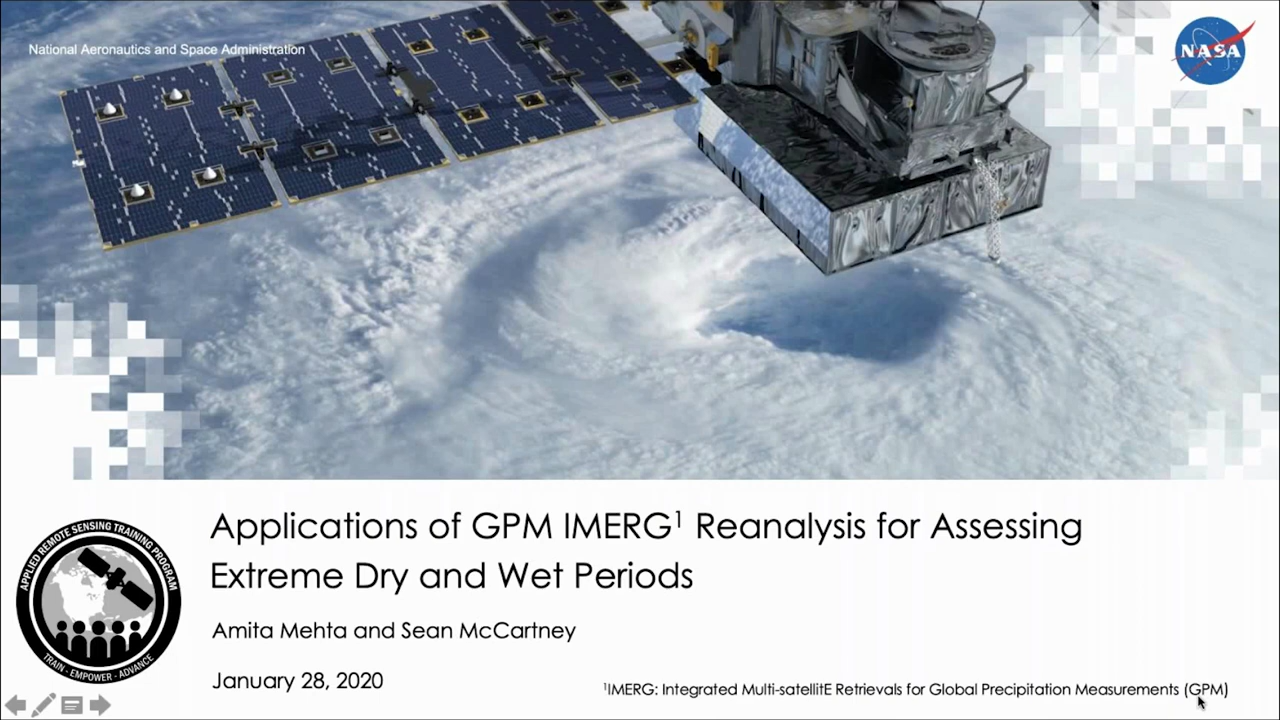 National Aeronautics and Space Administration
NASA
Applications of GPM IMERG¹ Reanalysis for Assessing
Extreme Dry and Wet Periods
Amita Mehta and Sean McCartney
January 28, 2020
¹IMERG: Integrated Multi-satellitE Retrievals for Global Precipitation Measurements (GPM)
APPLIED REMOTE SENSING TRAINING PROGRAM
TRAIN - EMPOWER - ADVANCE